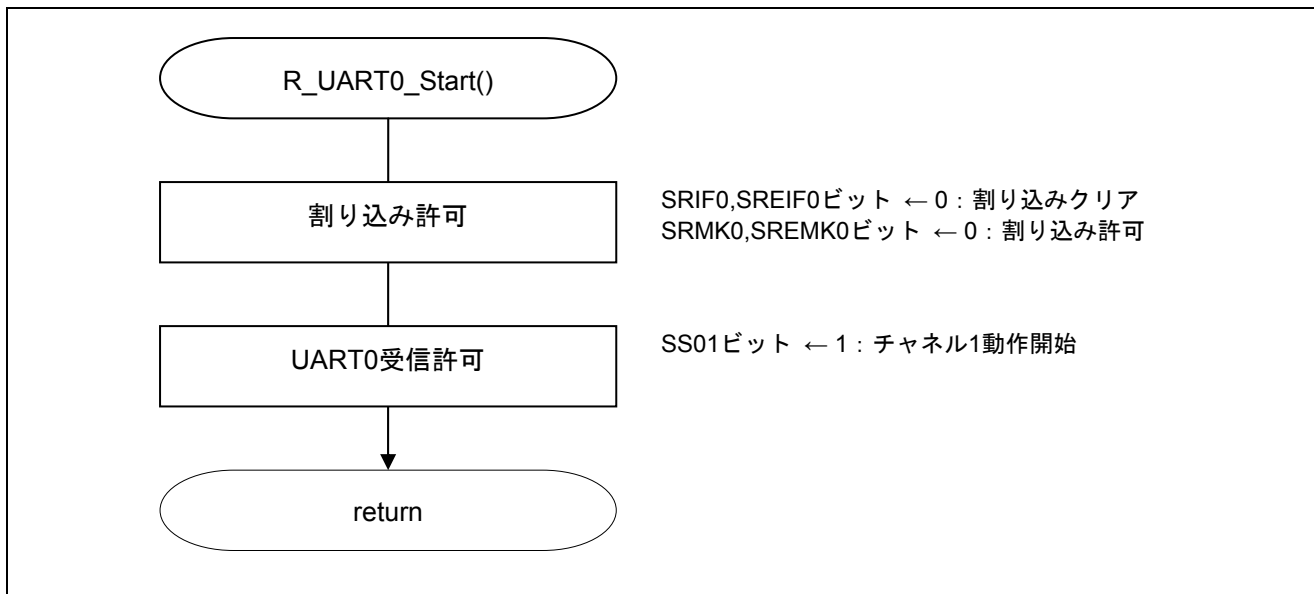 R_UART0_Start()
割り込み許可
SRIF0,SREIF0ビット ← 0：割り込みクリア
SRMK0,SREMK0ビット ← 0：割り込み許可
UART0受信許可
SS01ビット ← 1：チャネル1動作開始
return